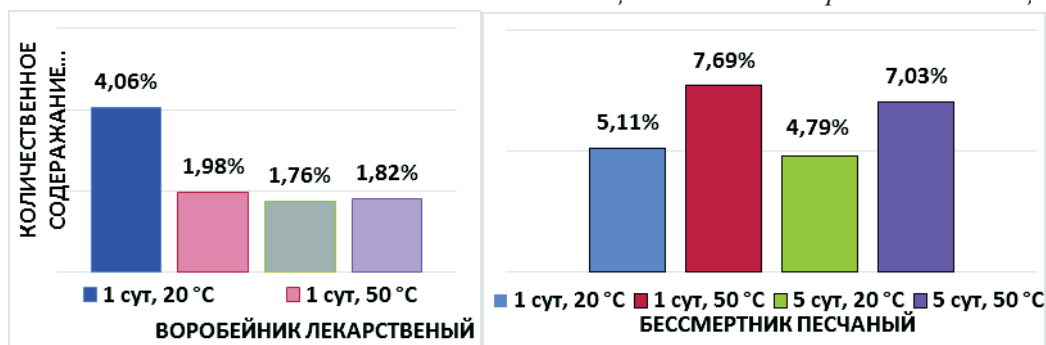 КОЛИЧЕСТВЕННОЕ
СОДЕРАЖАНИЕ...
4,06%
1,98%
1,76%
1,82%
1 сут, 20 °C
1 сут, 50 °C
ВОРОБЕЙНИК ЛЕКАРСТВЕНЫЙ
5,11%
7,69%
4,79%
7,03%
1 сут, 20 °C 1 сут, 50 °C 5 сут, 20 °C 5 сут, 50 °C
БЕССМЕРТНИК ПЕСЧАНЫЙ